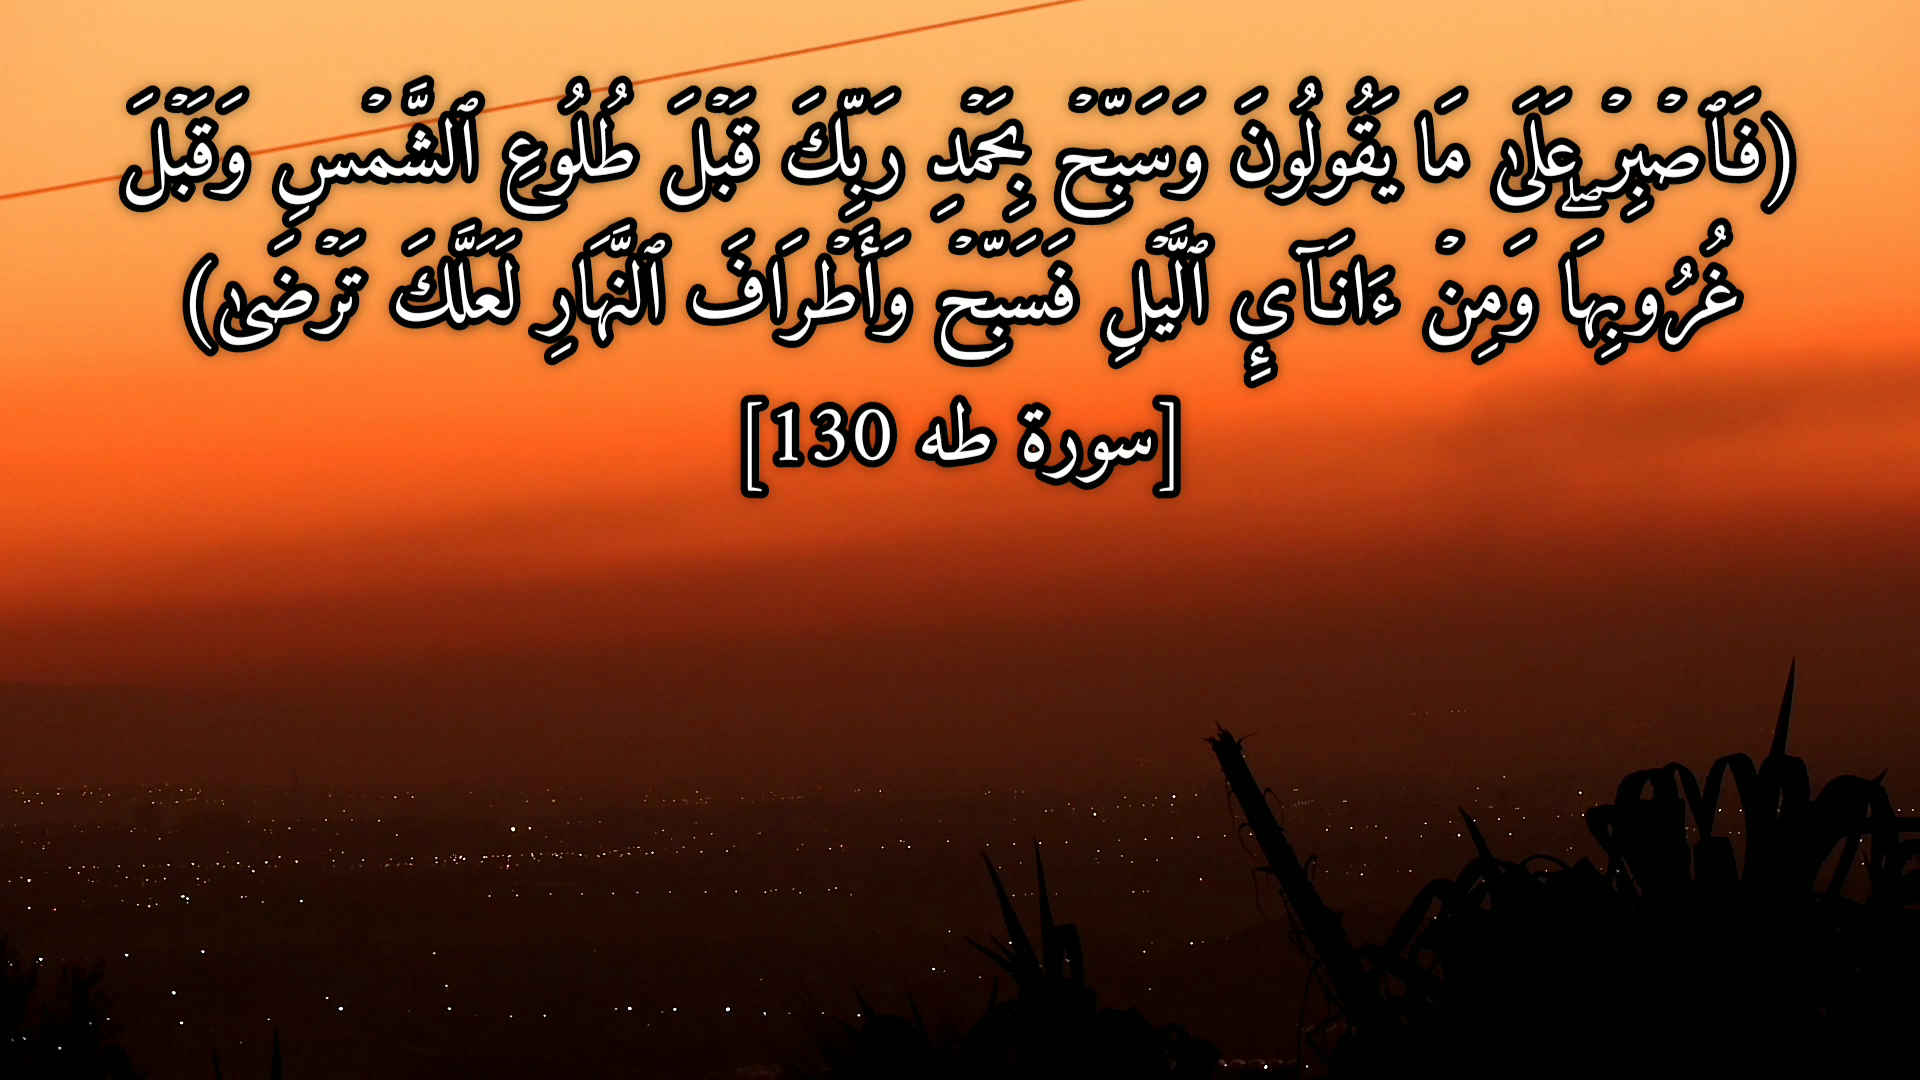 (فَٱصْبِرْ عَلَىٰ مَا يَقُولُونَ وَسَبِّحْ بِحَمْدِ رَبِّكَ قَبْلَ طُلُوعِ ٱلشَّمْسِ وَقَبْلَ
غُرُوبِهَاۖ وَمِنْ ءَانَآئِ ٱلَّيْلِ فَسَبِّحْ وَأَطْرَافَ ٱلنَّهَارِ لَعَلَّكَ تَرْضَىٰ)
[سورة طه 130]